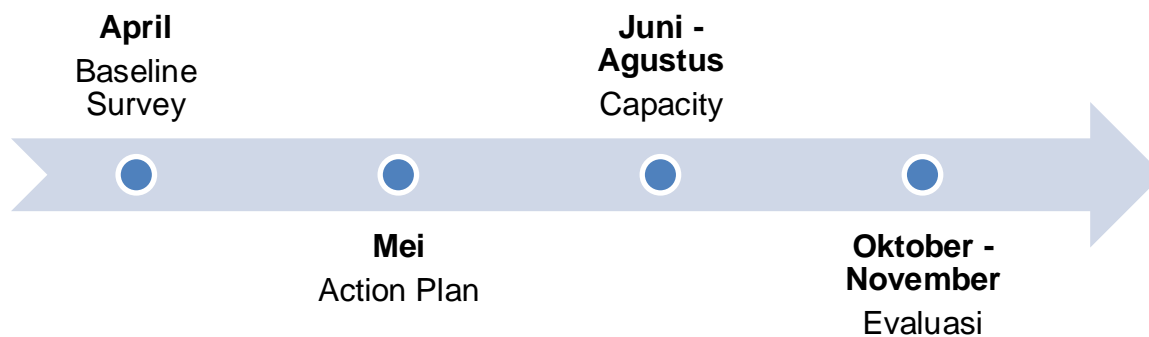 April
Baseline
Survey
Mei
Action Plan
Juni -
Agustus
Capacity
Oktober -
November
Evaluasi